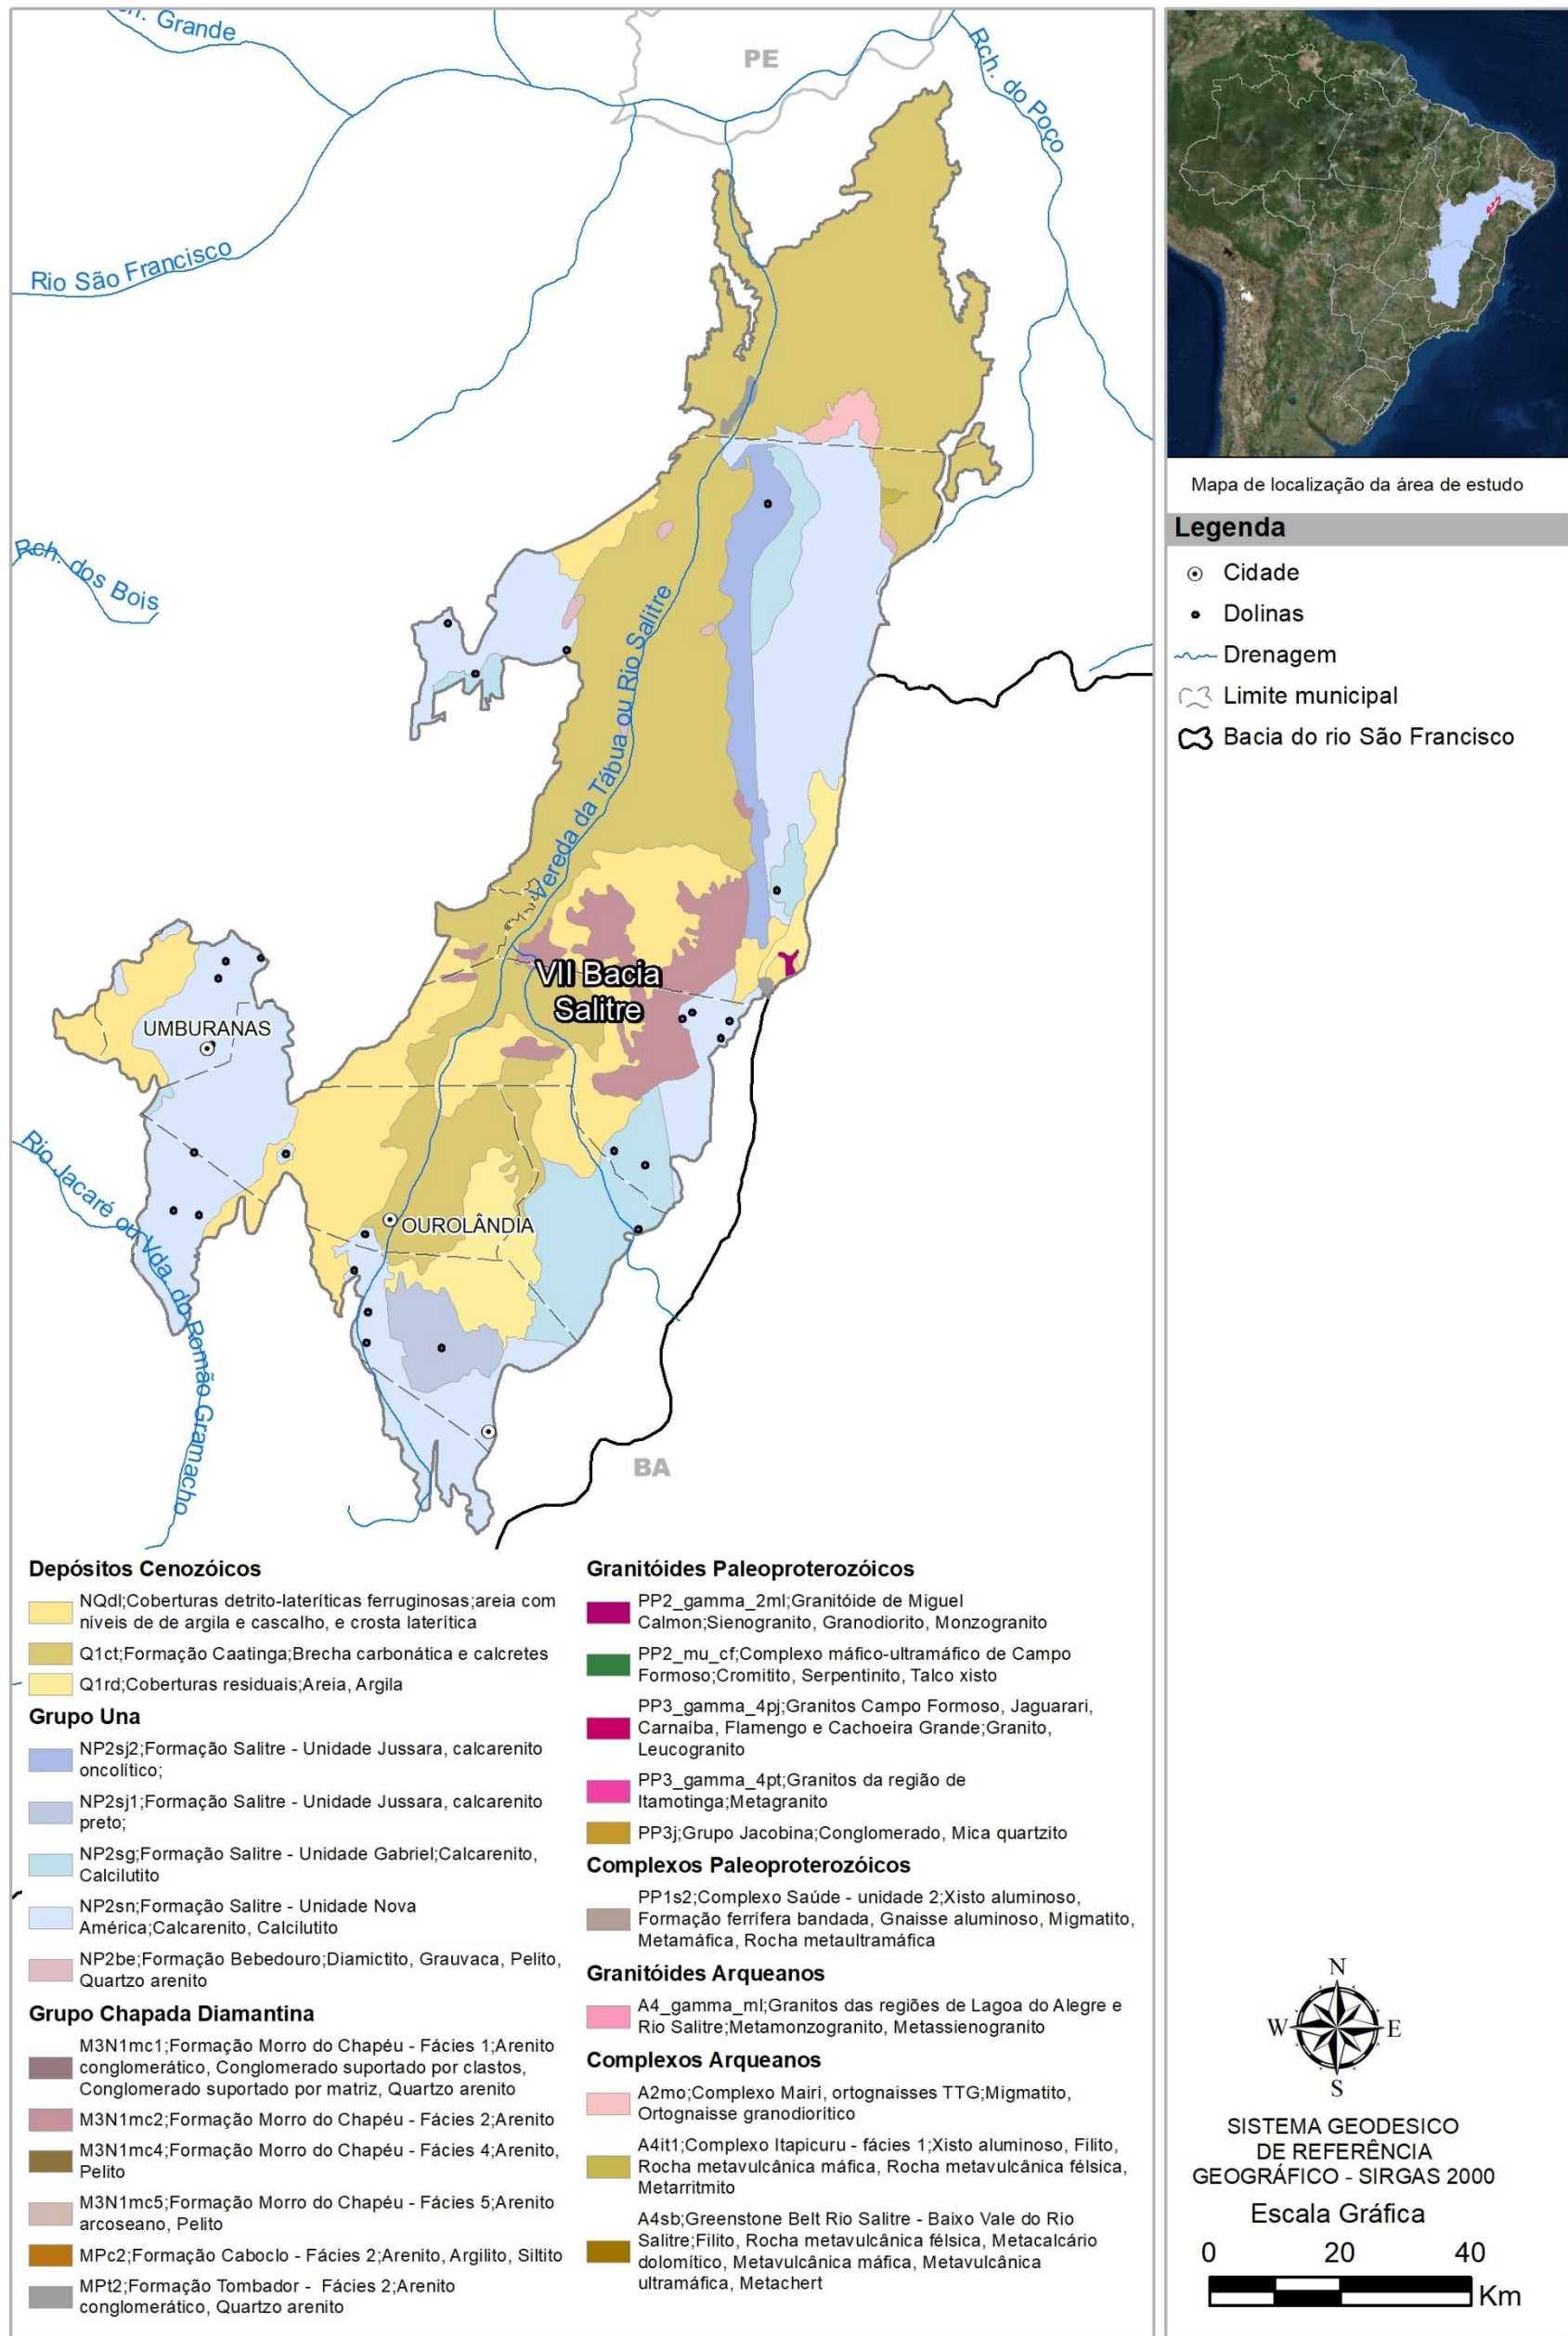 ch. Grande
PE
Rch. do Poço
Rio São Francisco
Rch. dos Bois
Vereda da Tábua ou Rio Salitre
VII Bacia
Salitre
UMBURANAS
Rio Jacaré ou Vda. do Romão Gramacho
OUROLÂNDIA
BA
Mapa de localização da área de estudo
Legenda
Cidade
Dolinas
Drenagem
Limite municipal
Bacia do rio São Francisco
Depósitos Cenozóicos
NQdl;Coberturas detrito-lateríticas ferruginosas;areia com
níveis de de argila e cascalho, e crosta laterítica
Q1ct;Formação Caatinga;Brecha carbonática e calcretes
Q1rd;Coberturas residuais;Areia, Argila
Grupo Una
NP2sj2;Formação Salitre - Unidade Jussara, calcarenito
oncolítico;
NP2sj1;Formação Salitre - Unidade Jussara, calcarenito
preto;
NP2sg;Formação Salitre - Unidade Gabriel;Calcarenito,
Calcilutito
NP2sn;Formação Salitre - Unidade Nova
América;Calcarenito, Calcilutito
NP2be;Formação Bebedouro;Diamictito, Grauvaca, Pelito,
Quartzo arenito
Grupo Chapada Diamantina
M3N1mc1;Formação Morro do Chapéu - Fácies 1;Arenito
conglomerático, Conglomerado suportado por clastos,
Conglomerado suportado por matriz, Quartzo arenito
M3N1mc2;Formação Morro do Chapéu - Fácies 2;Arenito
M3N1mc4;Formação Morro do Chapéu - Fácies 4;Arenito,
Pelito
M3N1mc5;Formação Morro do Chapéu - Fácies 5;Arenito
arcoseano, Pelito
MPc2;Formação Caboclo - Fácies 2;Arenito, Argilito, Siltito
MPt2;Formação Tombador - Fácies 2;Arenito
conglomerático, Quartzo arenito
Granitóides Paleoproterozóicos
PP2_gamma_2ml;Granitóide de Miguel
Calmon;Sienogranito, Granodiorito, Monzogranito
PP2_mu_cf;Complexo máfico-ultramáfico de Campo
Formoso;Cromitito, Serpentinito, Talco xisto
PP3_gamma_4pj;Granitos Campo Formoso, Jaguarari,
Carnaíba, Flamengo e Cachoeira Grande;Granito,
Leucogranito
PP3_gamma_4pt;Granitos da região de
Itamotinga;Metagranito
PP3j;Grupo Jacobina;Conglomerado, Mica quartzito
Complexos Paleoproterozóicos
PP1s2;Complexo Saúde - unidade 2;Xisto aluminoso,
Formação ferrífera bandada, Gnaisse aluminoso, Migmatito,
Metamáfica, Rocha metaultramáfica
Granitóides Arqueanos
A4_gamma_ml;Granitos das regiões de Lagoa do Alegre e
Rio Salitre;Metamonzogranito, Metassienogranito
Complexos Arqueanos
A2mo;Complexo Mairí, ortognaisses TTG;Migmatito,
Ortognaisse granodiorítico
A4it1;Complexo Itapicuru - fácies 1;Xisto aluminoso, Filito,
Rocha metavulcânica máfica, Rocha metavulcânica félsica,
Metarritmito
A4sb;Greenstone Belt Rio Salitre - Baixo Vale do Rio
Salitre;Filito, Rocha metavulcânica félsica, Metacalcário
dolomítico, Metavulcânica máfica, Metavulcânica
ultramáfica, Metachert
N
W E
S
SISTEMA GEODESICO
DE REFERÊNCIA
GEOGRÁFICO - SIRGAS 2000
Escala Gráfica
0 20 40
Km